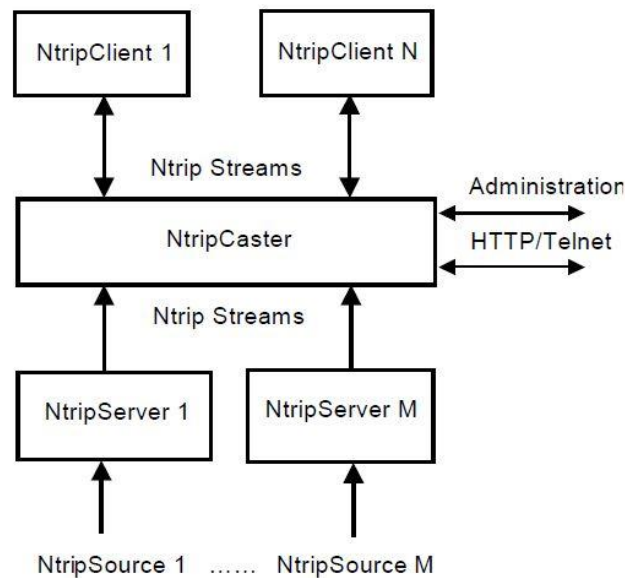 NtripClient 1
NtripClient N
Ntrip Streams
Administration
NtripCaster
HTTP/Telnet
Ntrip Streams
NtripServer 1
NtripServer M
NtripSource 1 ...... NtripSource M